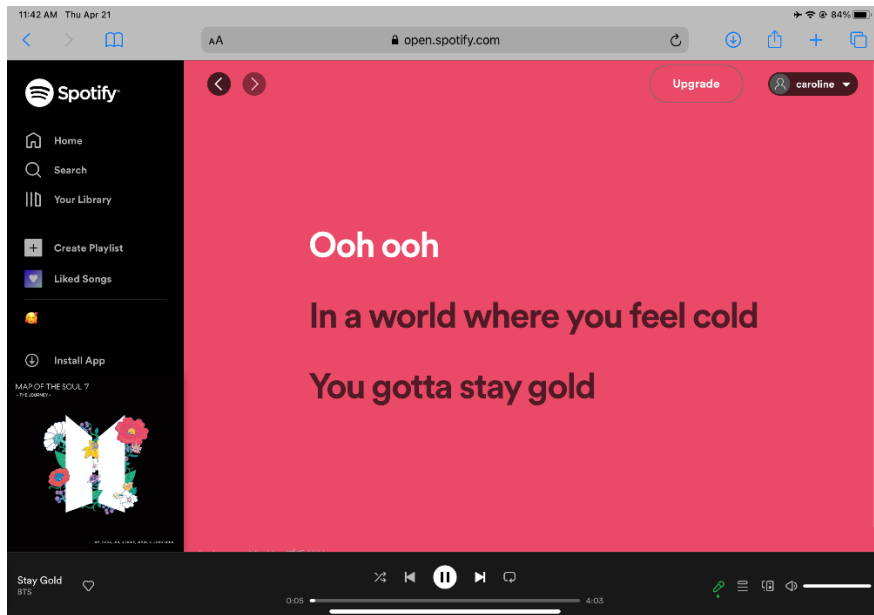 11:42 AM Thu Apr 21
84%
AA
open.spotify.com
Spotify
Upgrade
caroline
Home
Search
Your Library
Create Playlist
Liked Songs
Install App
Ooh ooh
In a world where you feel cold
You gotta stay gold
MAP OF THE SOUL 7
- THE JOURNEY -
Stay Gold
BTS
0:05
4:03